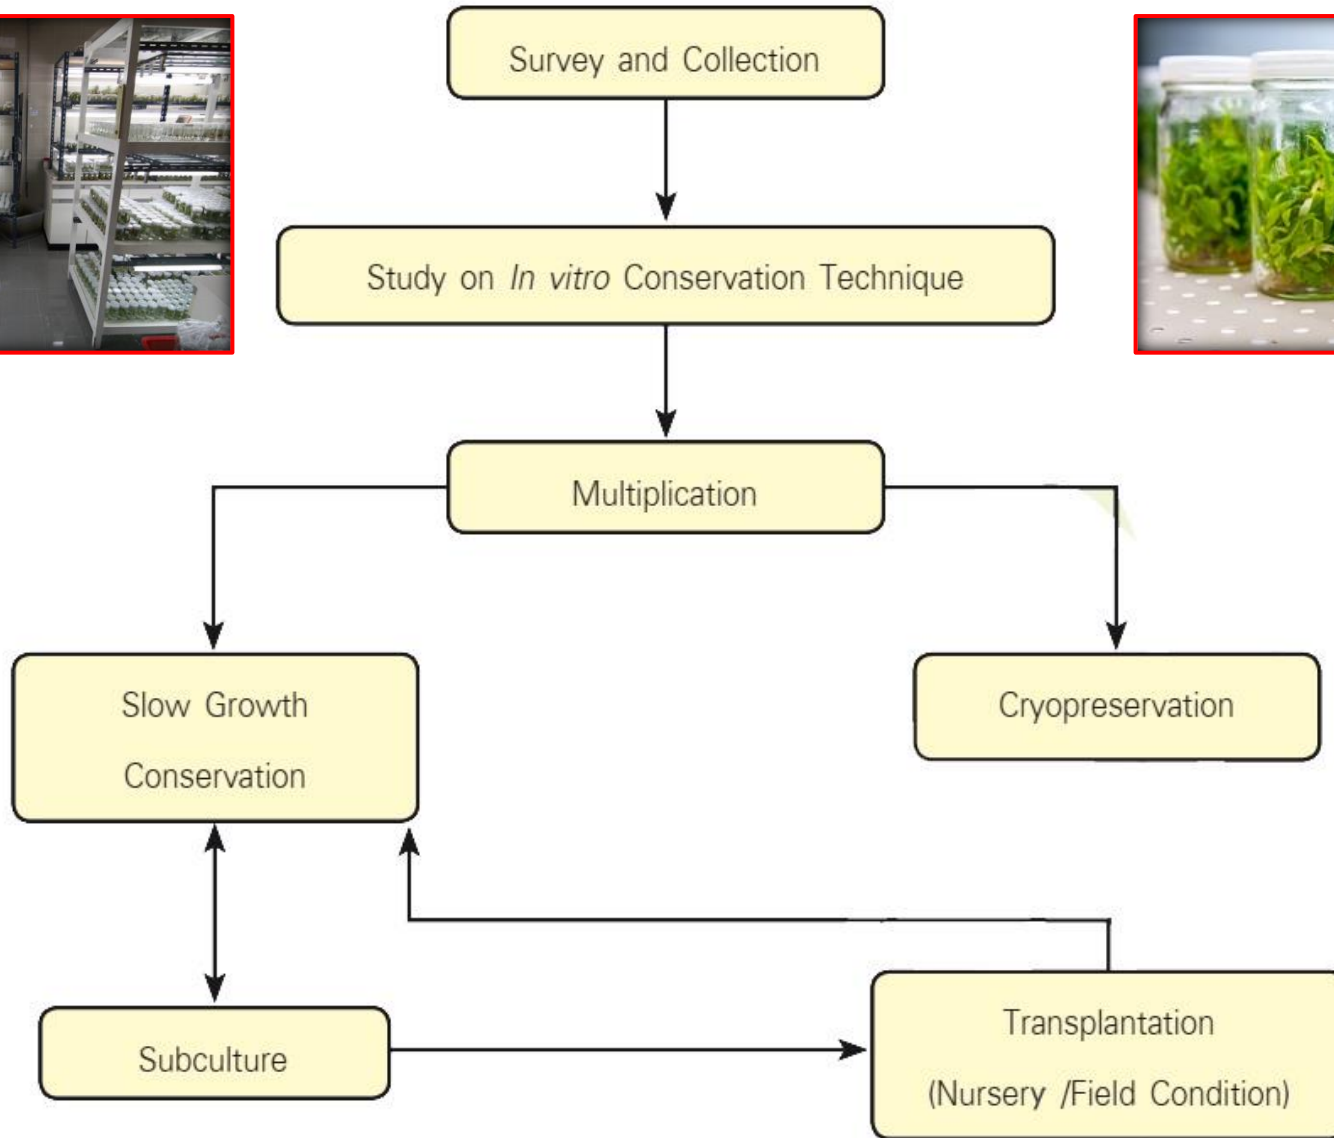 Survey and Collection
Study on In vitro Conservation Technique
Multiplication
Slow Growth
Conservation
Cryopreservation
Subculture
Transplantation
(Nursery /Field Condition)